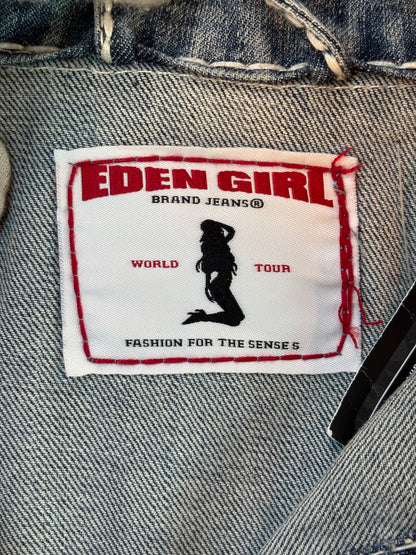 EDEN GIRL
BRAND JEANS®
WORLD TOUR
FASHION FOR THE SENSES